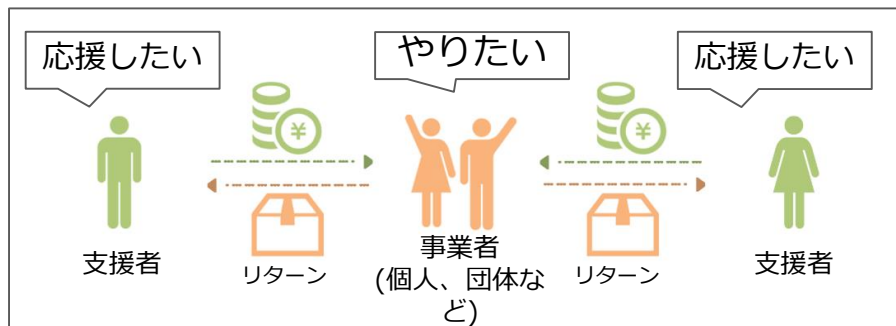 応援したい
やりたい
応援したい
¥
¥
支援者
リターン
事業者
(個人、団体な
ど)
リターン
支援者